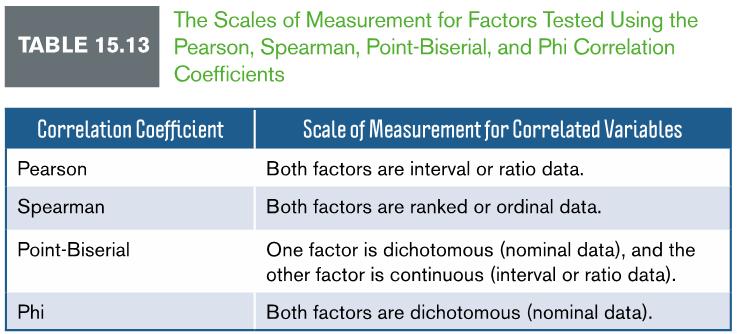 TABLE 15.13
The Scales of Measurement for Factors Tested Using the
Pearson, Spearman, Point-Biserial, and Phi Correlation
Coefficients
Correlation Coefficient Scale of Measurement for Correlated Variables
Pearson Both factors are interval or ratio data.
Spearman Both factors are ranked or ordinal data.
Point-Biserial One factor is dichotomous (nominal data), and the
other factor is continuous (interval or ratio data).
Phi Both factors are dichotomous (nominal data).